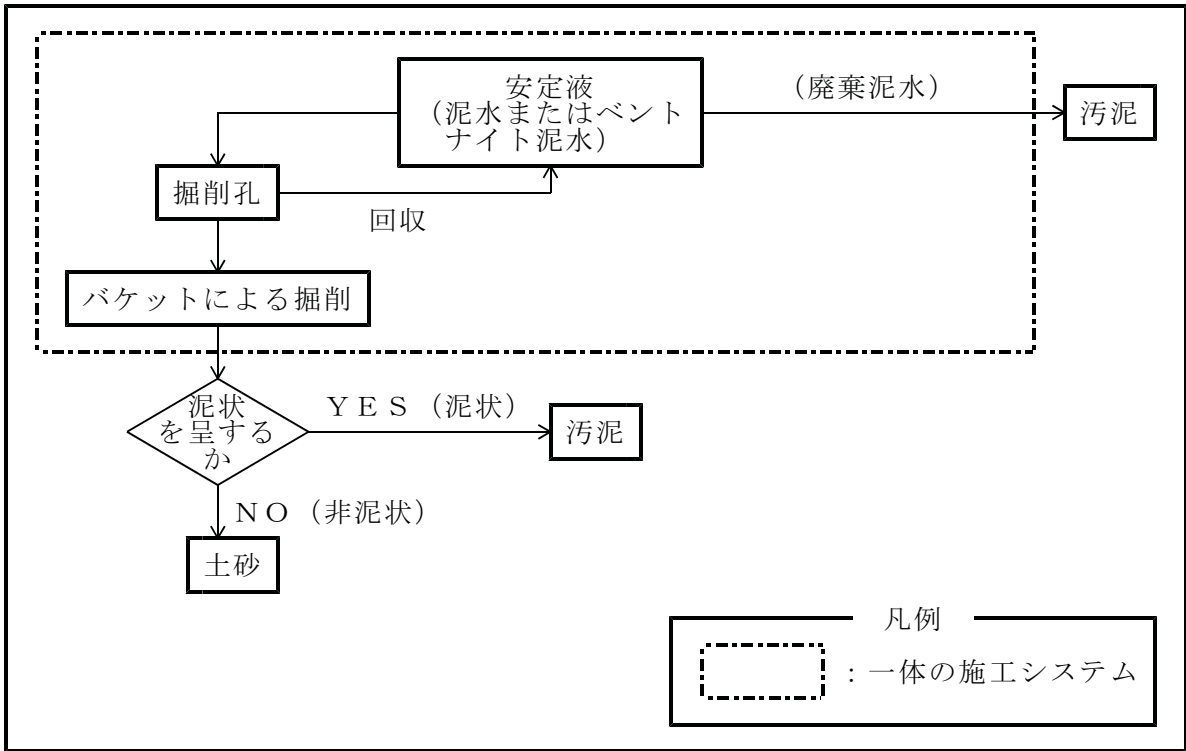 安定液
（泥水またはベント
ナイト泥水）
（廃棄泥水）
汚泥
掘削孔
回収
バケットによる掘削
泥状
を呈する
か
ＹＥＳ（泥状）
汚泥
ＮＯ（非泥状）
土砂
凡例
：一体の施工システム